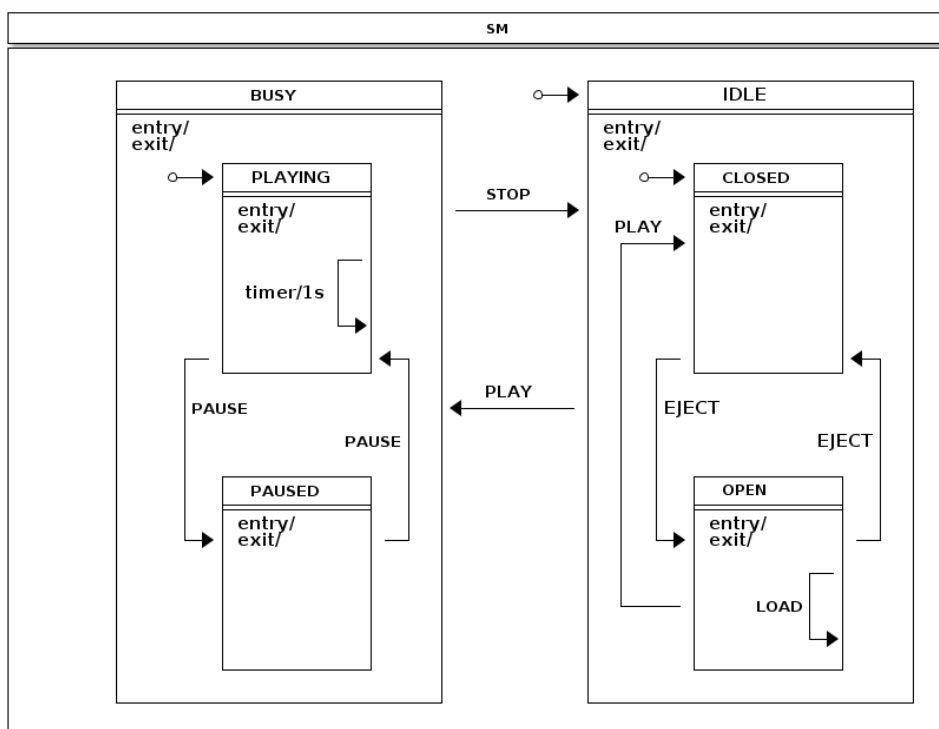 SM
BUSY
IDLE
entry/
exit/
entry/
exit/
PLAYING
CLOSED
entry/
exit/
entry/
exit/
STOP
PLAY
timer/1s
PLAY
PAUSE
EJECT
PAUSE
EJECT
PAUSED
OPEN
entry/
exit/
entry/
exit/
LOAD